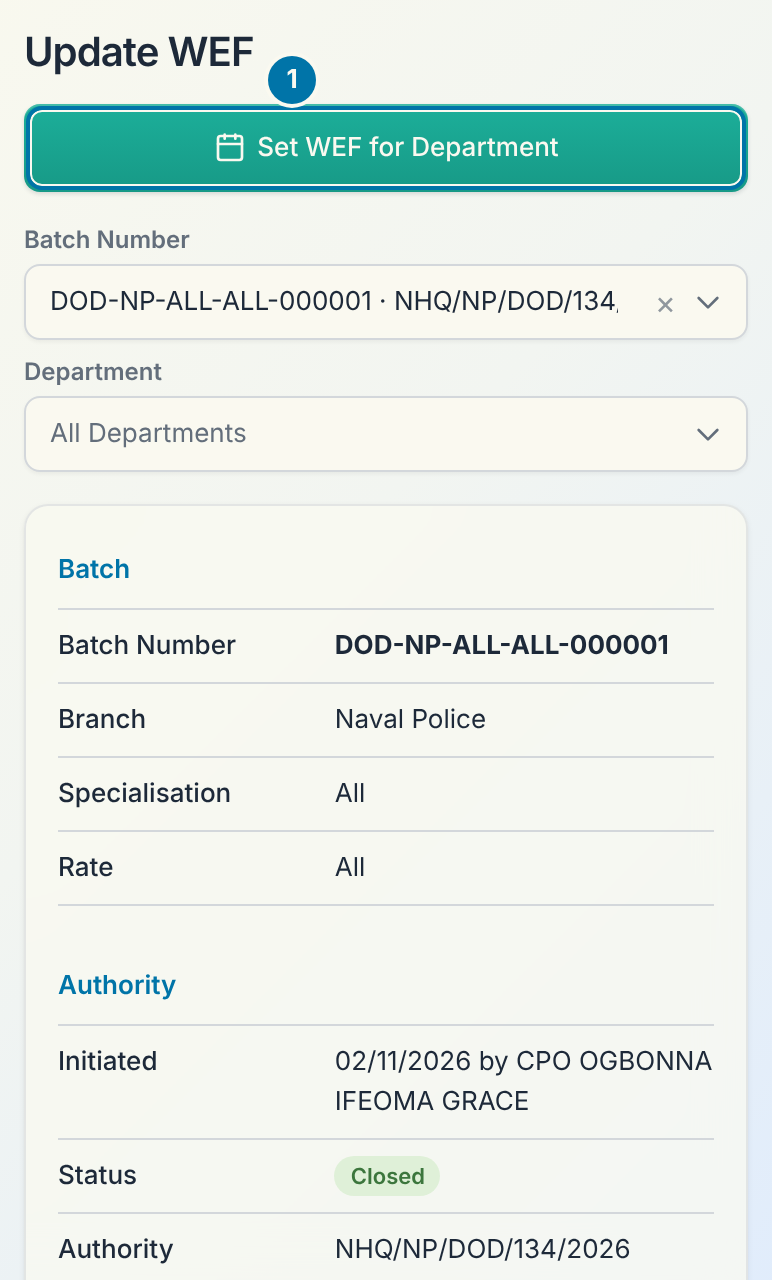 Update WEF
1
Set WEF for Department
Batch Number
DOD-NP-ALL-ALL-000001 · NHQ/NP/DOD/134,
Department
All Departments
Batch
Batch Number DOD-NP-ALL-ALL-000001
Branch Naval Police
Specialisation All
Rate All
Authority
Initiated 02/11/2026 by CPO OGBONNA
IFEOMA GRACE
Status Closed
Authority NHQ/NP/DOD/134/2026